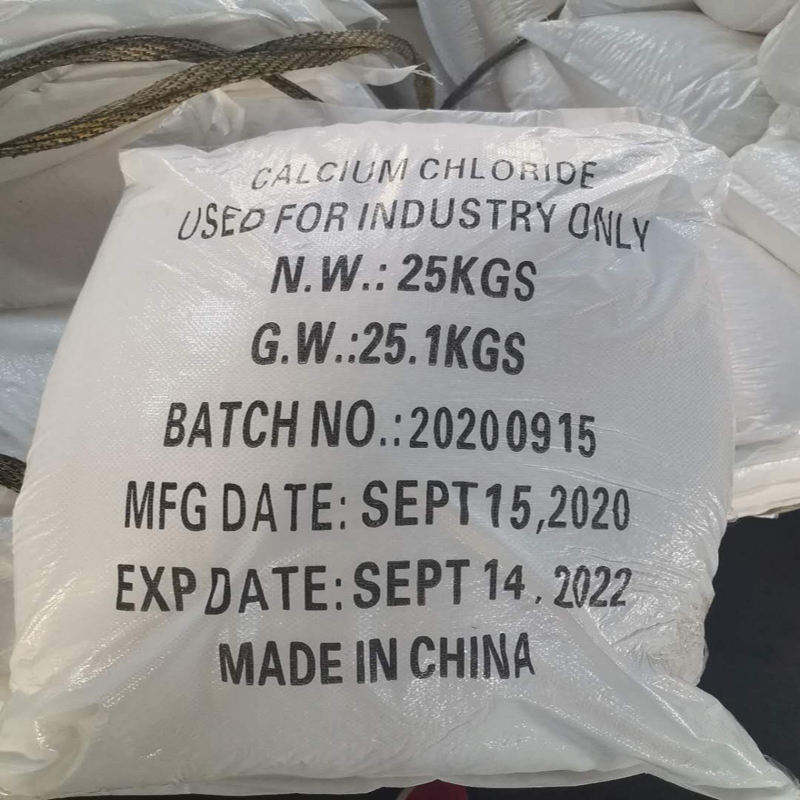 CALCIUM CHLORIDE
USED FOR INDUSTRY ONLY
N.W.: 25KGS
G.W.:25.1KGS
BATCH NO.:20200915
MFG DATE: SEPT 15,2020
EXP DATE: SEPT 14, 2022
MADE IN CHINA